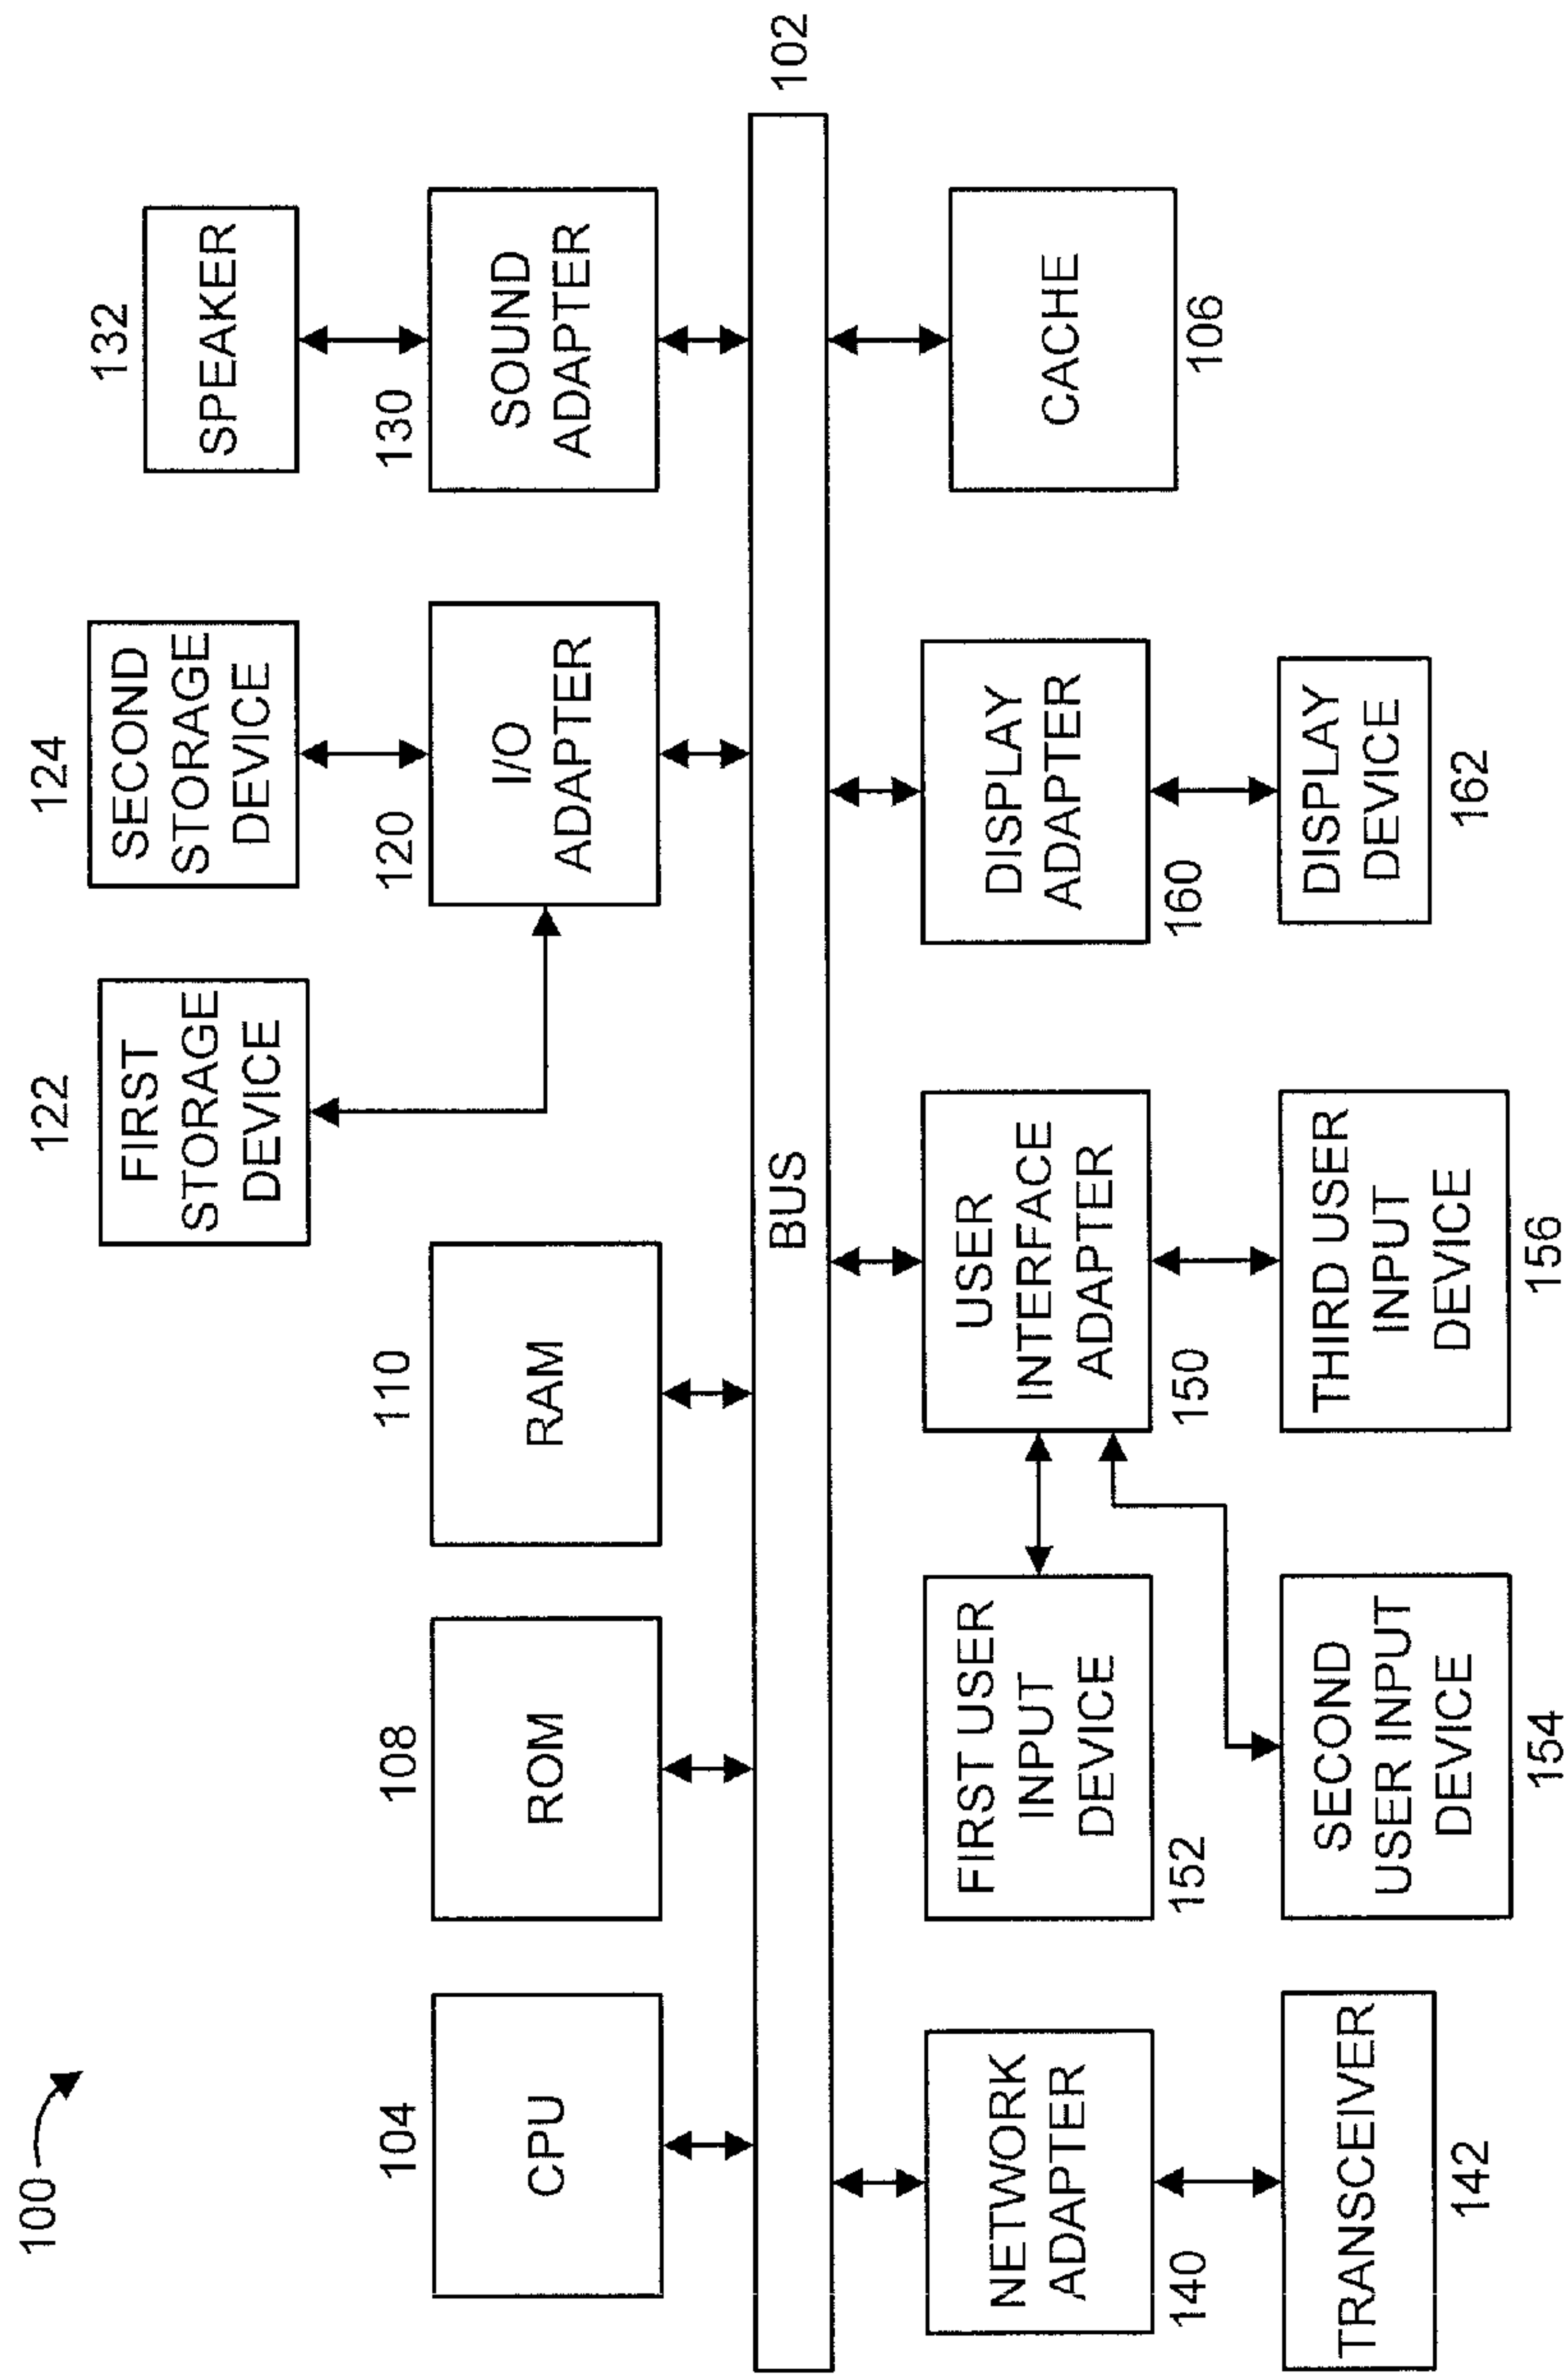 100
104
CPU
108
ROM
110
RAM
122
FIRST
STORAGE
DEVICE
124
SECOND
STORAGE
DEVICE
120
I/O
ADAPTER
132
SPEAKER
130
SOUND
ADAPTER
BUS
102
NETWORK
ADAPTER
140
TRANSCEIVER
142
FIRST USER
INPUT
DEVICE
152
SECOND
USER INPUT
DEVICE
154
USER
INTERFACE
ADAPTER
150
THIRD USER
INPUT
DEVICE
156
DISPLAY
ADAPTER
160
DISPLAY
DEVICE
162
CACHE
106